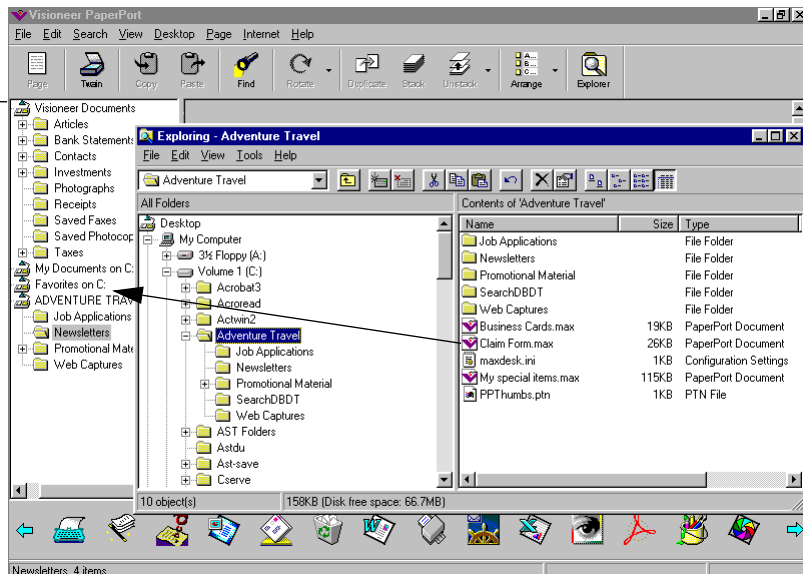 Visioneer PaperPort
File Edit Search View Desktop Page Internet Help
Page Twain Copy Paste Find Rotate Duplicate Stack Unstack Arrange Explorer
Visioneer Documents
Articles
Bank Statements
Contacts
Investments
Photographs
Receipts
Saved Faxes
Saved Photocop
Taxes
My Documents on C:
Favorites on C:
ADVENTURE TRAV
Job Applications
Newsletters
Promotional Mate
Web Captures
Exploring - Adventure Travel
File Edit View Tools Help
Adventure Travel
All Folders
Desktop
My Computer
3½ Floppy (A:)
Volume 1 (C:)
Acrobat3
Acroread
Actwin2
Adventure Travel
Job Applications
Newsletters
Promotional Material
SearchDBDT
Web Captures
AST Folders
Astdu
Ast-save
Cserve
Contents of 'Adventure Travel'
Name Size Type
Job Applications File Folder
Newsletters File Folder
Promotional Material File Folder
SearchDBDT File Folder
Web Captures File Folder
Business Cards.max 19KB PaperPort Document
Claim Form.max 26KB PaperPort Document
maxdesk.ini 1KB Configuration Settings
My special items.max 115KB PaperPort Document
PPThumbs.ptn 1KB PTN File
10 object(s) 158KB (Disk free space: 66.7MB)
Newsletters, 4 items